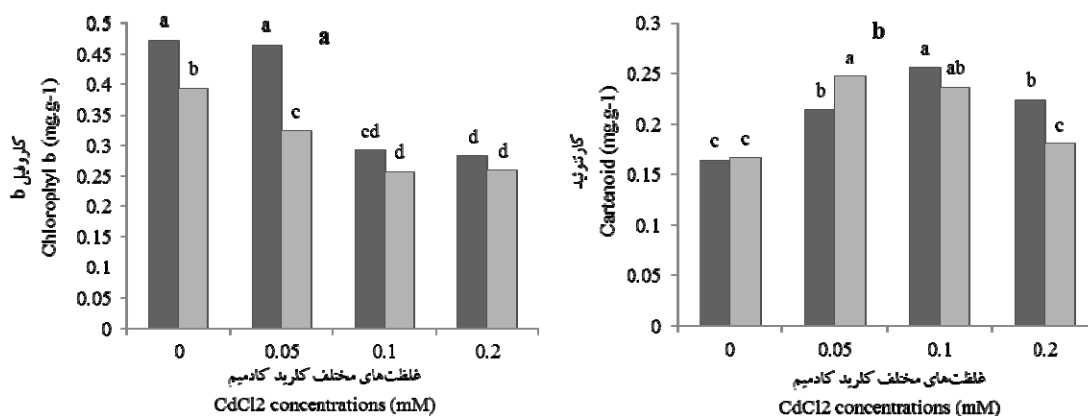 a
کلروفیل b
Chlorophyl b (mg.g-1)
0.5
0.45
0.4
0.35
0.3
0.25
0.2
0.15
0.1
0.05
0
a
b
a
c
cd
d
d
d
0 0.05 0.1 0.2
غلظت‌های مختلف کلرید کادمیم
CdCl2 concentrations (mM)
b
کارتنوئید
Cartenoid (mg.g-1)
0.3
0.25
0.2
0.15
0.1
0.05
0
c
c
b
a
a
ab
b
c
0 0.05 0.1 0.2
غلظت‌های مختلف کلرید کادمیم
CdCl2 concentrations (mM)